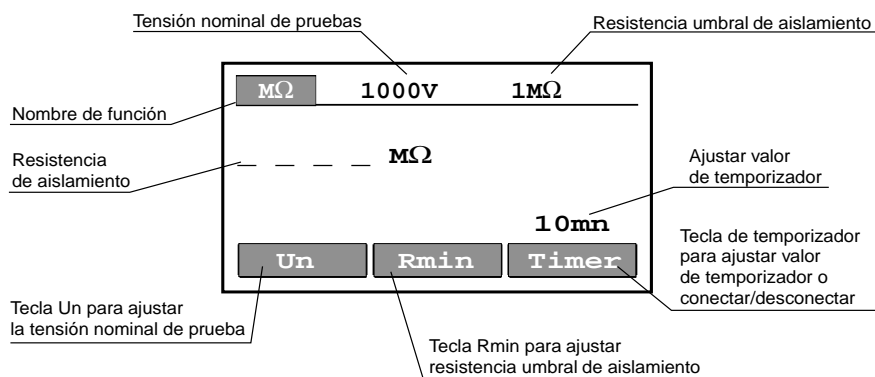 Tensión nominal de pruebas
Resistencia umbral de aislamiento
MΩ 1000V 1MΩ
Nombre de función
Resistencia
de aislamiento
_ _ _ _ MΩ
Ajustar valor
de temporizador
10mn
Tecla de temporizador
para ajustar valor
de temporizador o
conectar/desconectar
Un Rmin Timer
Tecla Un para ajustar
la tensión nominal de prueba
Tecla Rmin para ajustar
resistencia umbral de aislamiento